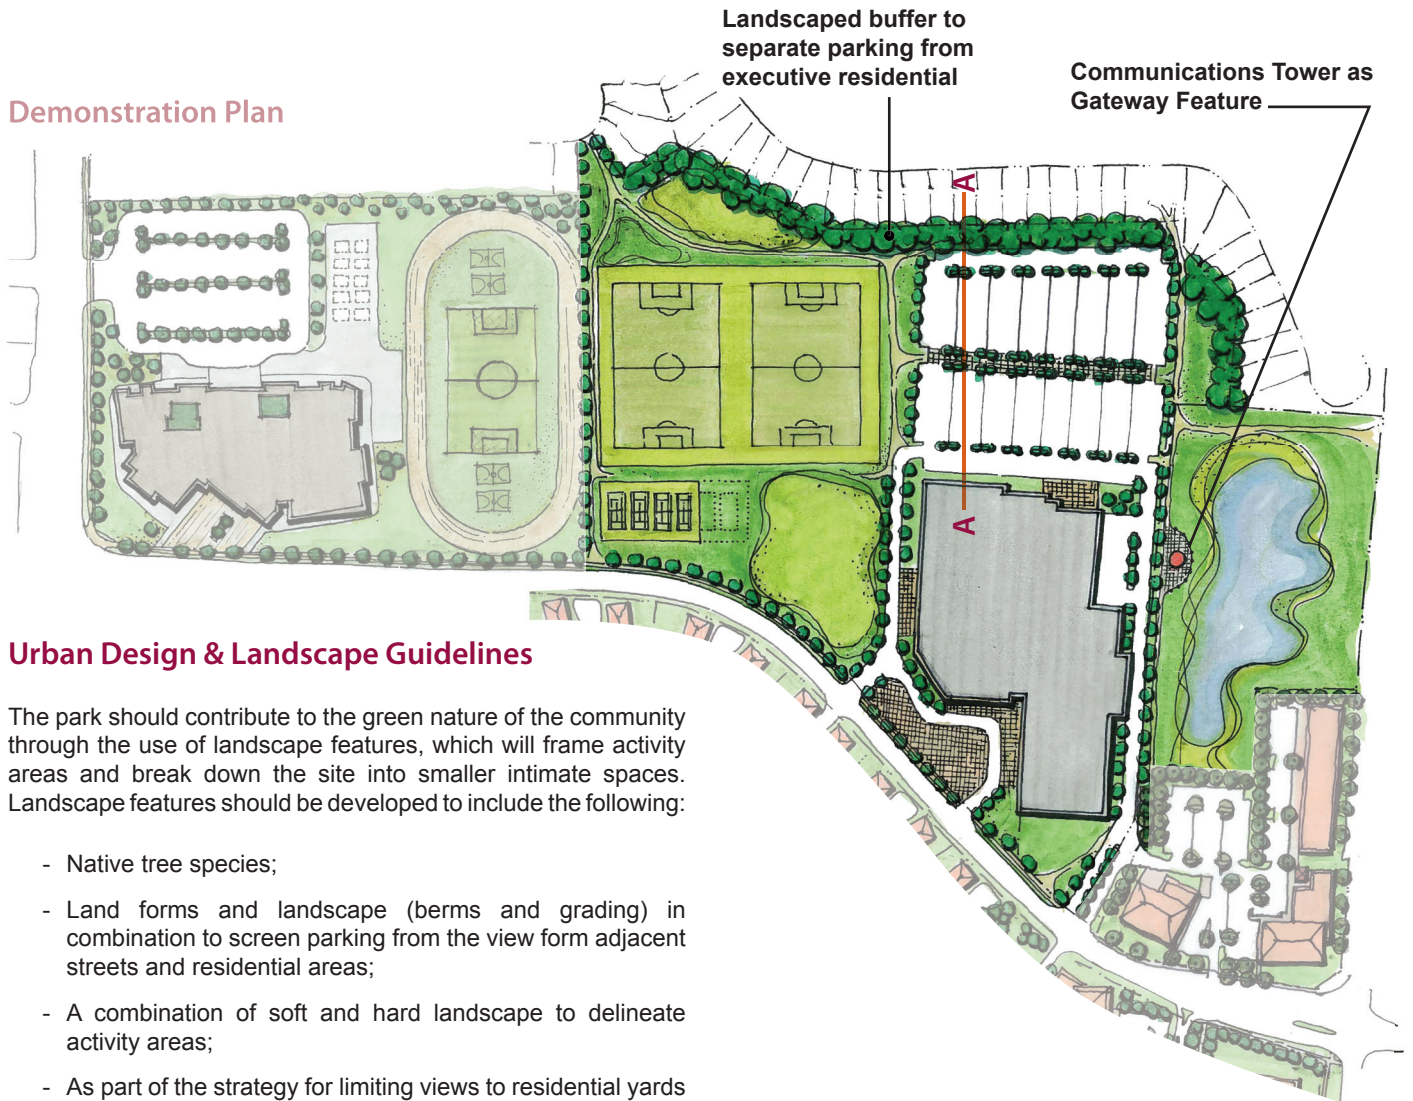 Landscaped buffer to
separate parking from
executive residential
Communications Tower as
Gateway Feature
Demonstration Plan
A
A
Urban Design & Landscape Guidelines
The park should contribute to the green nature of the community
through the use of landscape features, which will frame activity
areas and break down the site into smaller intimate spaces.
Landscape features should be developed to include the following:
- Native tree species;
- Land forms and landscape (berms and grading) in
combination to screen parking from the view form adjacent
streets and residential areas;
- A combination of soft and hard landscape to delineate
activity areas;
- As part of the strategy for limiting views to residential yards